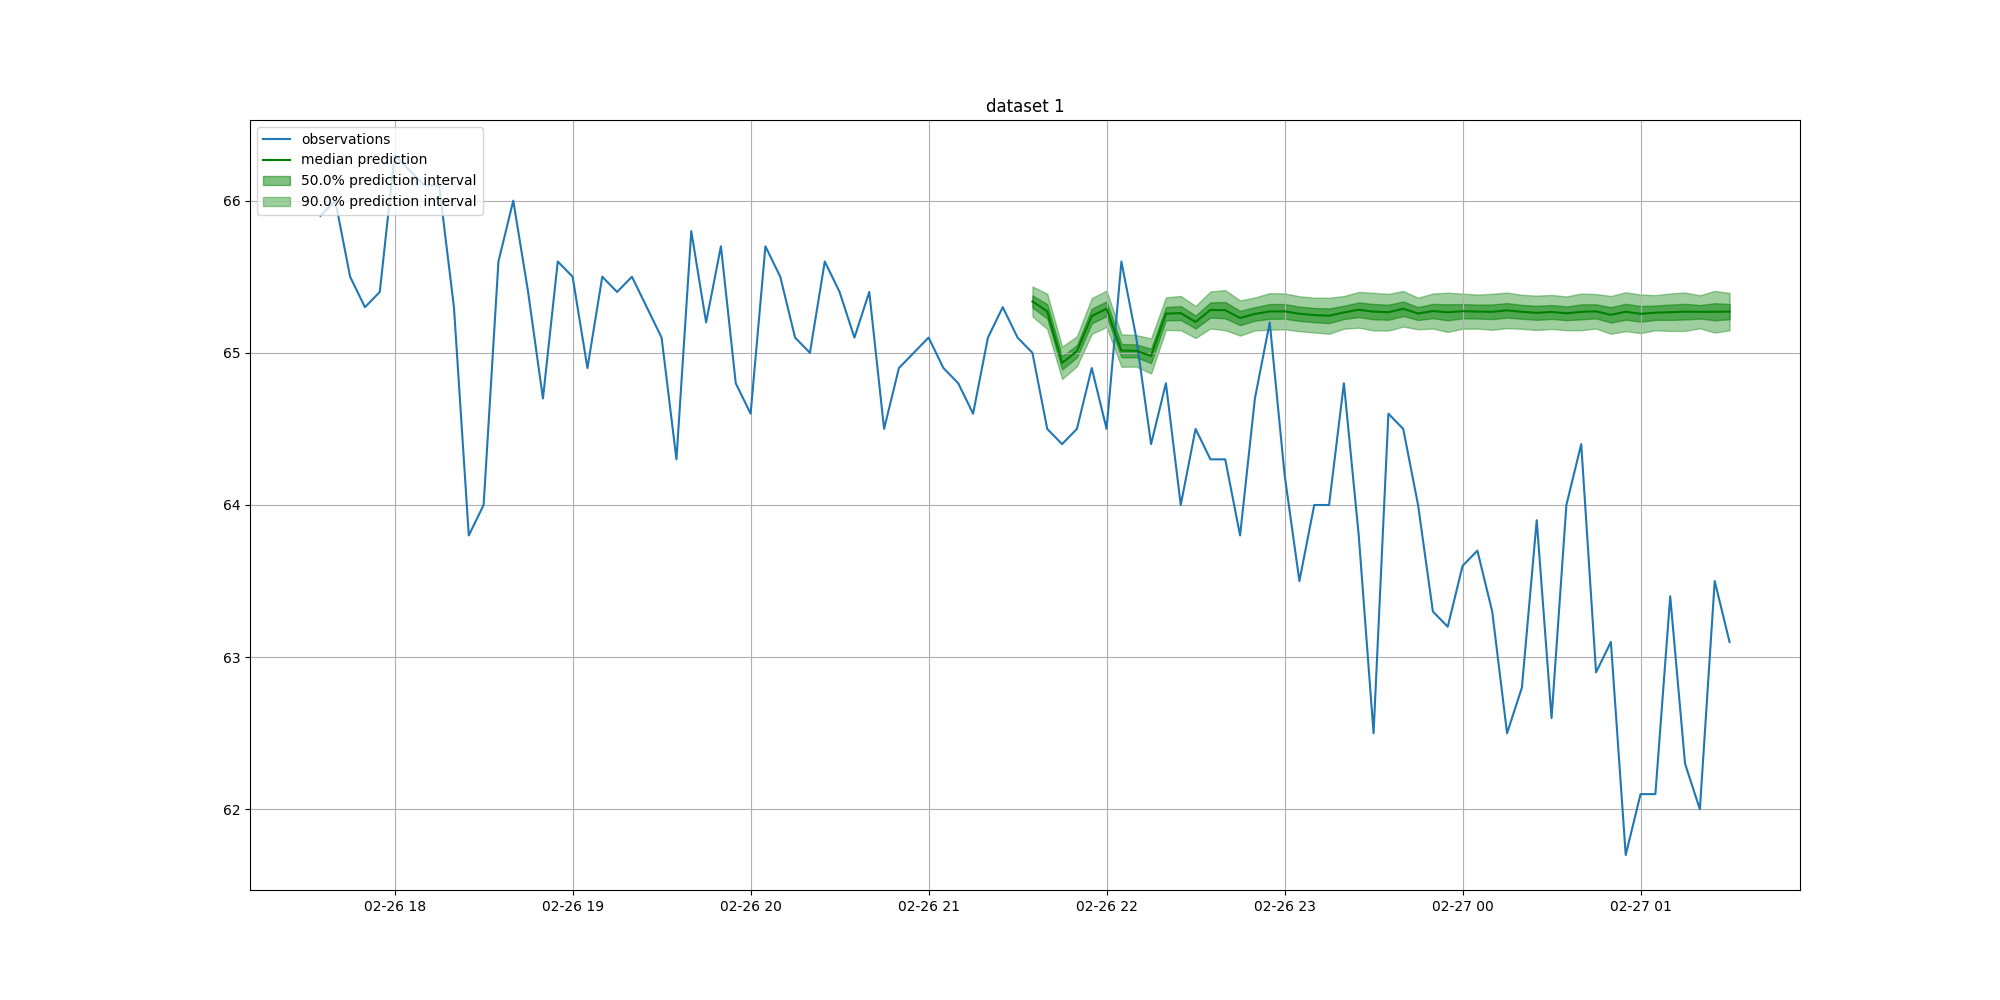 dataset 1
observations
median prediction
50.0% prediction interval
90.0% prediction interval
66
65
64
63
62
02-26 18
02-26 19
02-26 20
02-26 21
02-26 22
02-26 23
02-27 00
02-27 01